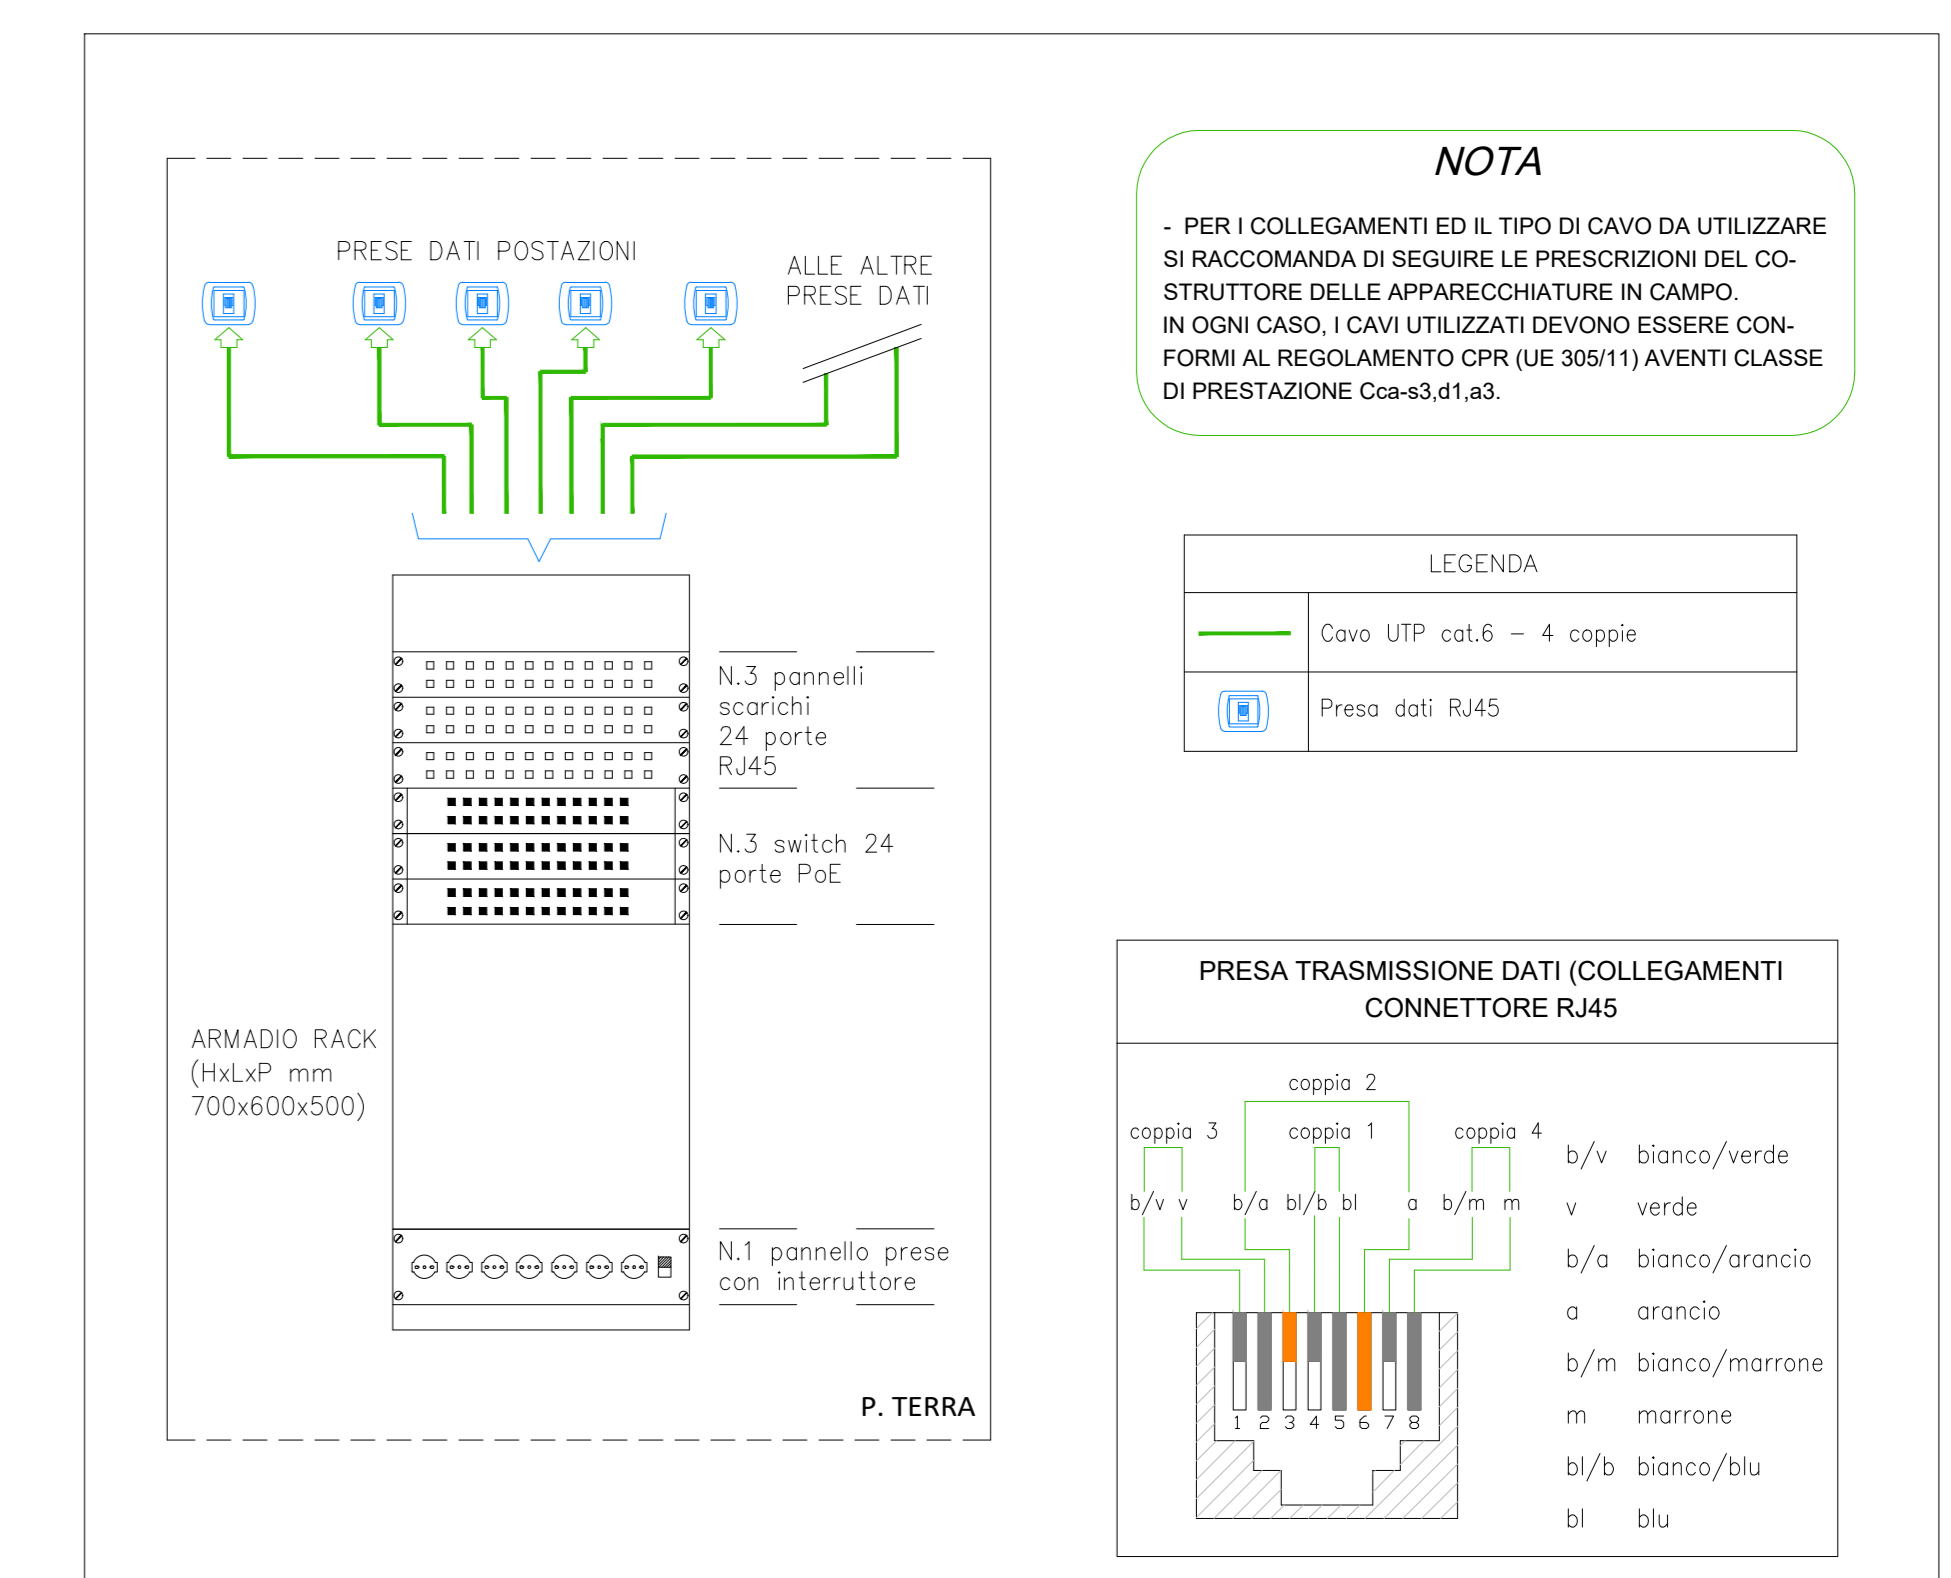 PRESE DATI POSTAZIONI
ALLE ALTRE
PRESE DATI
N.3 pannelli
scarichi
24 porte
RJ45
N.3 switch 24
porte PoE
ARMADIO RACK
(HxLxP mm
700x600x500)
N.1 pannello prese
con interruttore
P. TERRA
NOTA
- PER I COLLEGAMENTI ED IL TIPO DI CAVO DA UTILIZZARE
SI RACCOMANDA DI SEGUIRE LE PRESCRIZIONI DEL CO-
STRUTTORE DELLE APPARECCHIATURE IN CAMPO.
IN OGNI CASO, I CAVI UTILIZZATI DEVONO ESSERE CON-
FORMI AL REGOLAMENTO CPR (UE 305/11) AVENTI CLASSE
DI PRESTAZIONE Cca-s3,d1,a3.
LEGENDA
Cavo UTP cat.6 – 4 coppie
Presa dati RJ45
PRESA TRASMISSIONE DATI (COLLEGAMENTI
CONNETTORE RJ45
coppia 2
coppia 3 coppia 1 coppia 4
b/v v b/a bl/b bl a b/m m
1 2 3 4 5 6 7 8
b/v bianco/verde
v verde
b/a bianco/arancio
a arancio
b/m bianco/marrone
m marrone
bl/b bianco/blu
bl blu